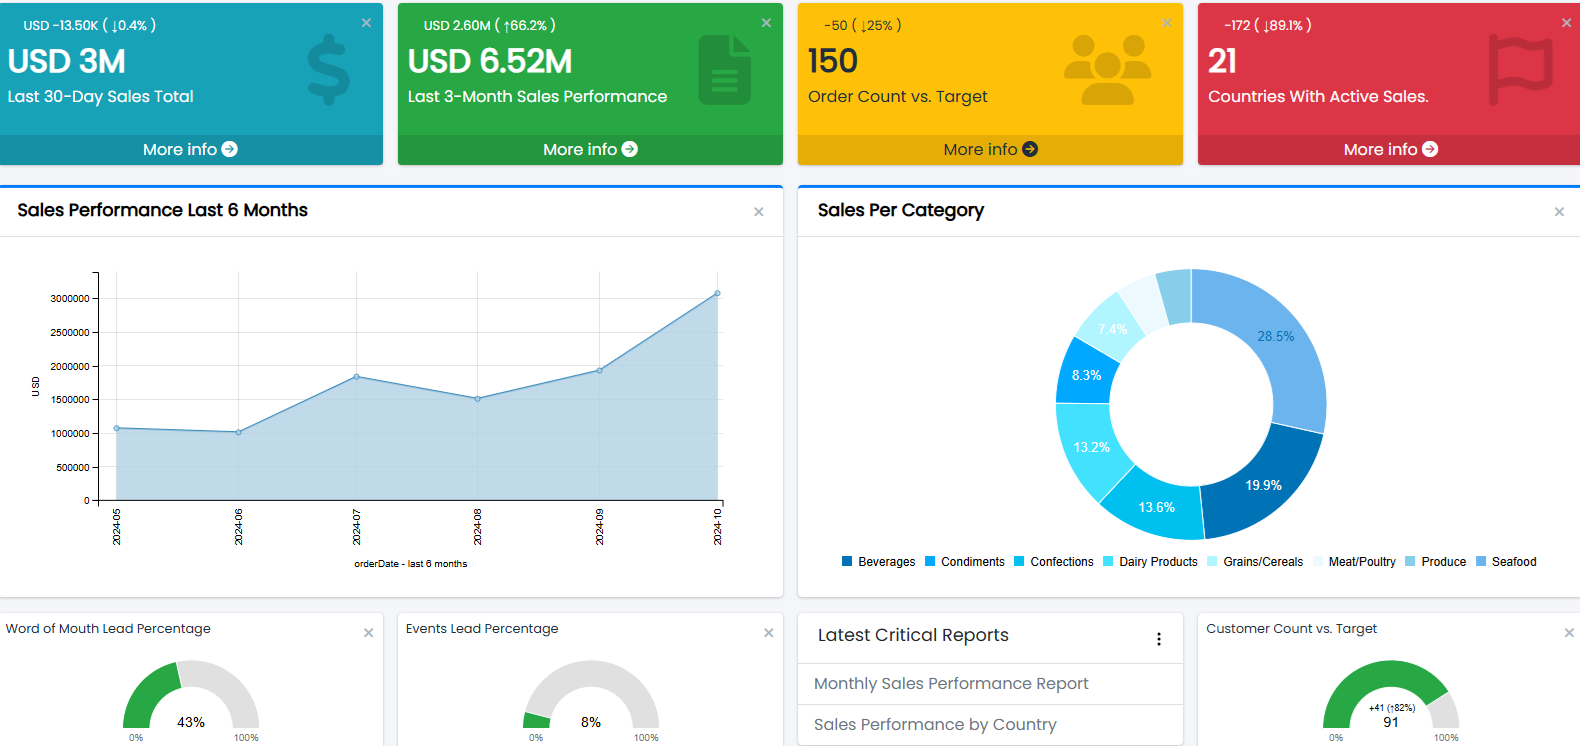 USD -13.50K ( ↓0.4% )
USD 3M
Last 30-Day Sales Total
More info
USD 2.60M ( ↑66.2% )
USD 6.52M
Last 3-Month Sales Performance
More info
-50 ( ↓25% )
150
Order Count vs. Target
More info
-172 ( ↓89.1% )
21
Countries With Active Sales.
More info
Sales Performance Last 6 Months
3000000
2500000
2000000
1500000
1000000
500000
0
USD
2024-05
2024-06
2024-07
2024-08
2024-09
2024-10
orderDate - last 6 months
Sales Per Category
28.5%
19.9%
13.6%
13.2%
8.3%
7.4%
Beverages Condiments Confections Dairy Products Grains/Cereals Meat/Poultry Produce Seafood
Word of Mouth Lead Percentage
43%
0% 100%
Events Lead Percentage
8%
0% 100%
Latest Critical Reports
Monthly Sales Performance Report
Sales Performance by Country
Customer Count vs. Target
+41 (↑82%)
91
0% 100%